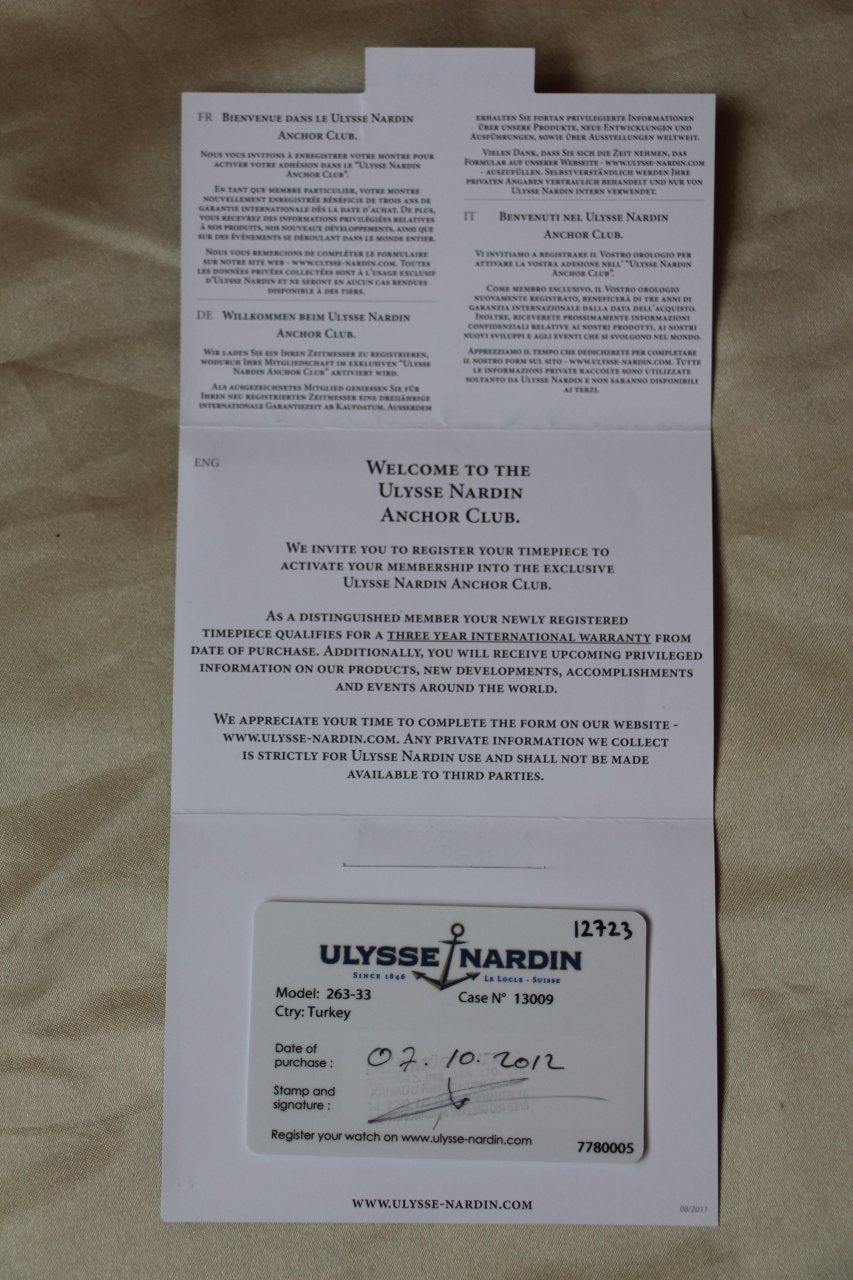 FR Bienvenue dans le Ulysse Nardin
Anchor Club.
Nous vous invitons à enregistrer votre montre pour
activer votre adhésion dans le "Ulysse Nardin
Anchor Club".
En tant que membre particulier, votre montre
nouvellement enregistrée bénéficie de trois ans de
garantie internationale dès la date d'achat. De plus,
vous recevrez des informations privilégiées relatives
à nos produits, nos nouveaux développements, ainsi que
sur des événements se déroulant dans le monde entier.
Nous vous remercions de compléter le formulaire
sur notre site web - www.ulysse-nardin.com. Toutes
les données privées collectées sont à l'usage exclusif
d'Ulysse Nardin et ne seront en aucun cas rendues
disponible à des tiers.
DE Willkommen beim Ulysse Nardin
Anchor Club.
Wir laden Sie ein Ihren Zeitmesser zu registrieren,
wodurch Ihre Mitgliedschaft im exklusiven "Ulysse
Nardin Anchor Club" aktiviert wird.
Als ausgezeichnetes Mitglied geniessen Sie für
Ihren neu registrierten Zeitmesser eine dreijährige
internationale Garantiezeit ab Kaufdatum. Ausserdem
erhalten Sie fortan privilegierte Informationen
über unsere Produkte, neue Entwicklungen und
Ausführungen, sowie über Ausstellungen weltweit.
Vielen Dank, dass Sie sich die Zeit nehmen, das
Formular auf unserer Webseite - www.ulysse-nardin.com
- auszufüllen. Selbstverständlich werden Ihre
privaten Angaben vertraulich behandelt und nur von
Ulysse Nardin intern verwendet.
IT Benvenuti nel Ulysse Nardin
Anchor Club.
Vi invitiamo a registrare il Vostro orologio per
attivare la vostra adesione nell' "Ulysse Nardin
Anchor Club".
Come membro esclusivo, il Vostro orologio
nuovamente registrato, beneficerà di tre anni di
garanzia internazionale dalla data dell'acquisto.
Inoltre, riceverete prossimamente informazioni
confidenziali relative ai nostri prodotti, ai nostri
nuovi sviluppi e agli eventi che si svolgono nel mondo.
Apprezziamo il tempo che dedicherete per completare
il nostro form sul sito - www.ulysse-nardin.com. Tutte
le informazioni private raccolte sono utilizzate
soltanto da Ulysse Nardin e non saranno disponibili
ai terzi.
ENG
Welcome to the
Ulysse Nardin
Anchor Club.
We invite you to register your timepiece to
activate your membership into the exclusive
Ulysse Nardin Anchor Club.
As a distinguished member your newly registered
timepiece qualifies for a three year international warranty from
date of purchase. Additionally, you will receive upcoming privileged
information on our products, new developments, accomplishments
and events around the world.
We appreciate your time to complete the form on our website -
www.ulysse-nardin.com. Any private information we collect
is strictly for Ulysse Nardin use and shall not be made
available to third parties.
12723
ULYSSE NARDIN
Since 1846 Le Locle - Suisse
Model: 263-33 Case N° 13009
Ctry: Turkey
Date of
purchase : 07.10.2012
Stamp and
signature :
Register your watch on www.ulysse-nardin.com
7780005
www.ulysse-nardin.com
08/2011